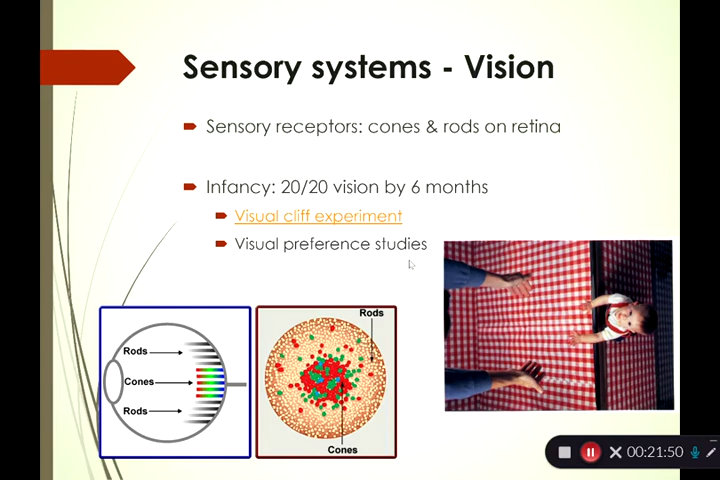 Sensory systems - Vision
Sensory receptors: cones & rods on retina
Infancy: 20/20 vision by 6 months
Visual cliff experiment
Visual preference studies
Rods
Cones
Rods
Rods
Cones
00:21:50